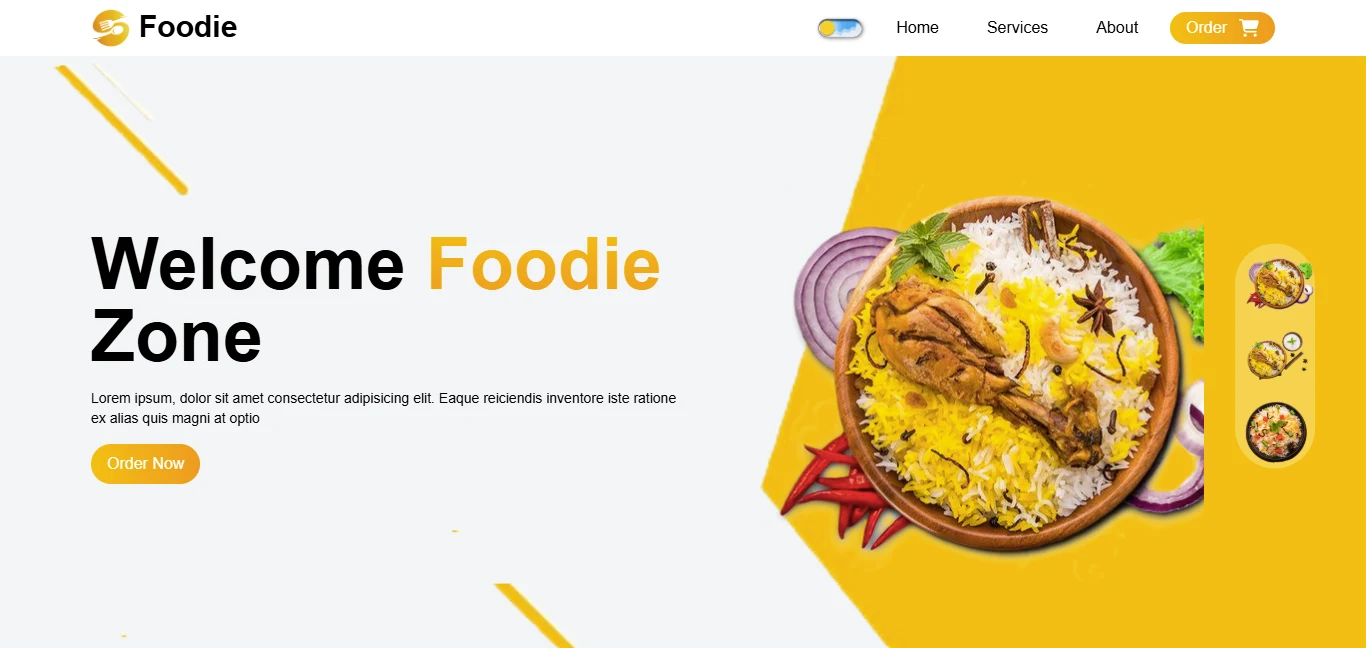 Foodie
Home
Services
About
Order
Welcome Foodie
Zone
Lorem ipsum, dolor sit amet consectetur adipisicing elit. Eaque reiciendis inventore iste ratione
ex alias quis magni at optio
Order Now